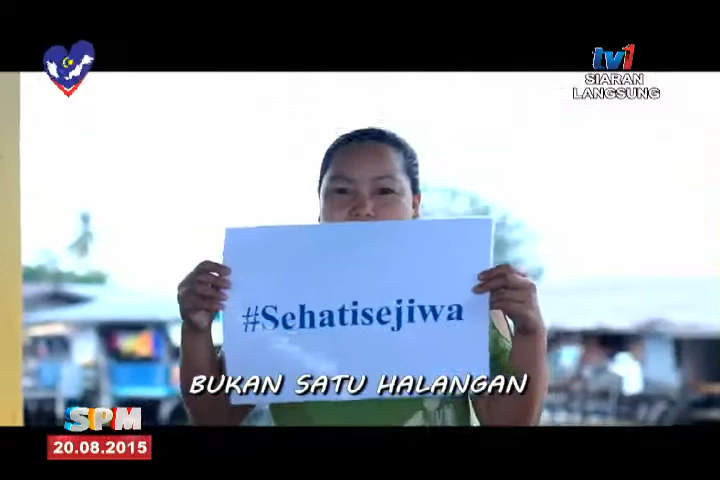 tv1
SIARAN
LANGSUNG
#Sehatisejiwa
BUKAN SATU HALANGAN
SPM
20.08.2015